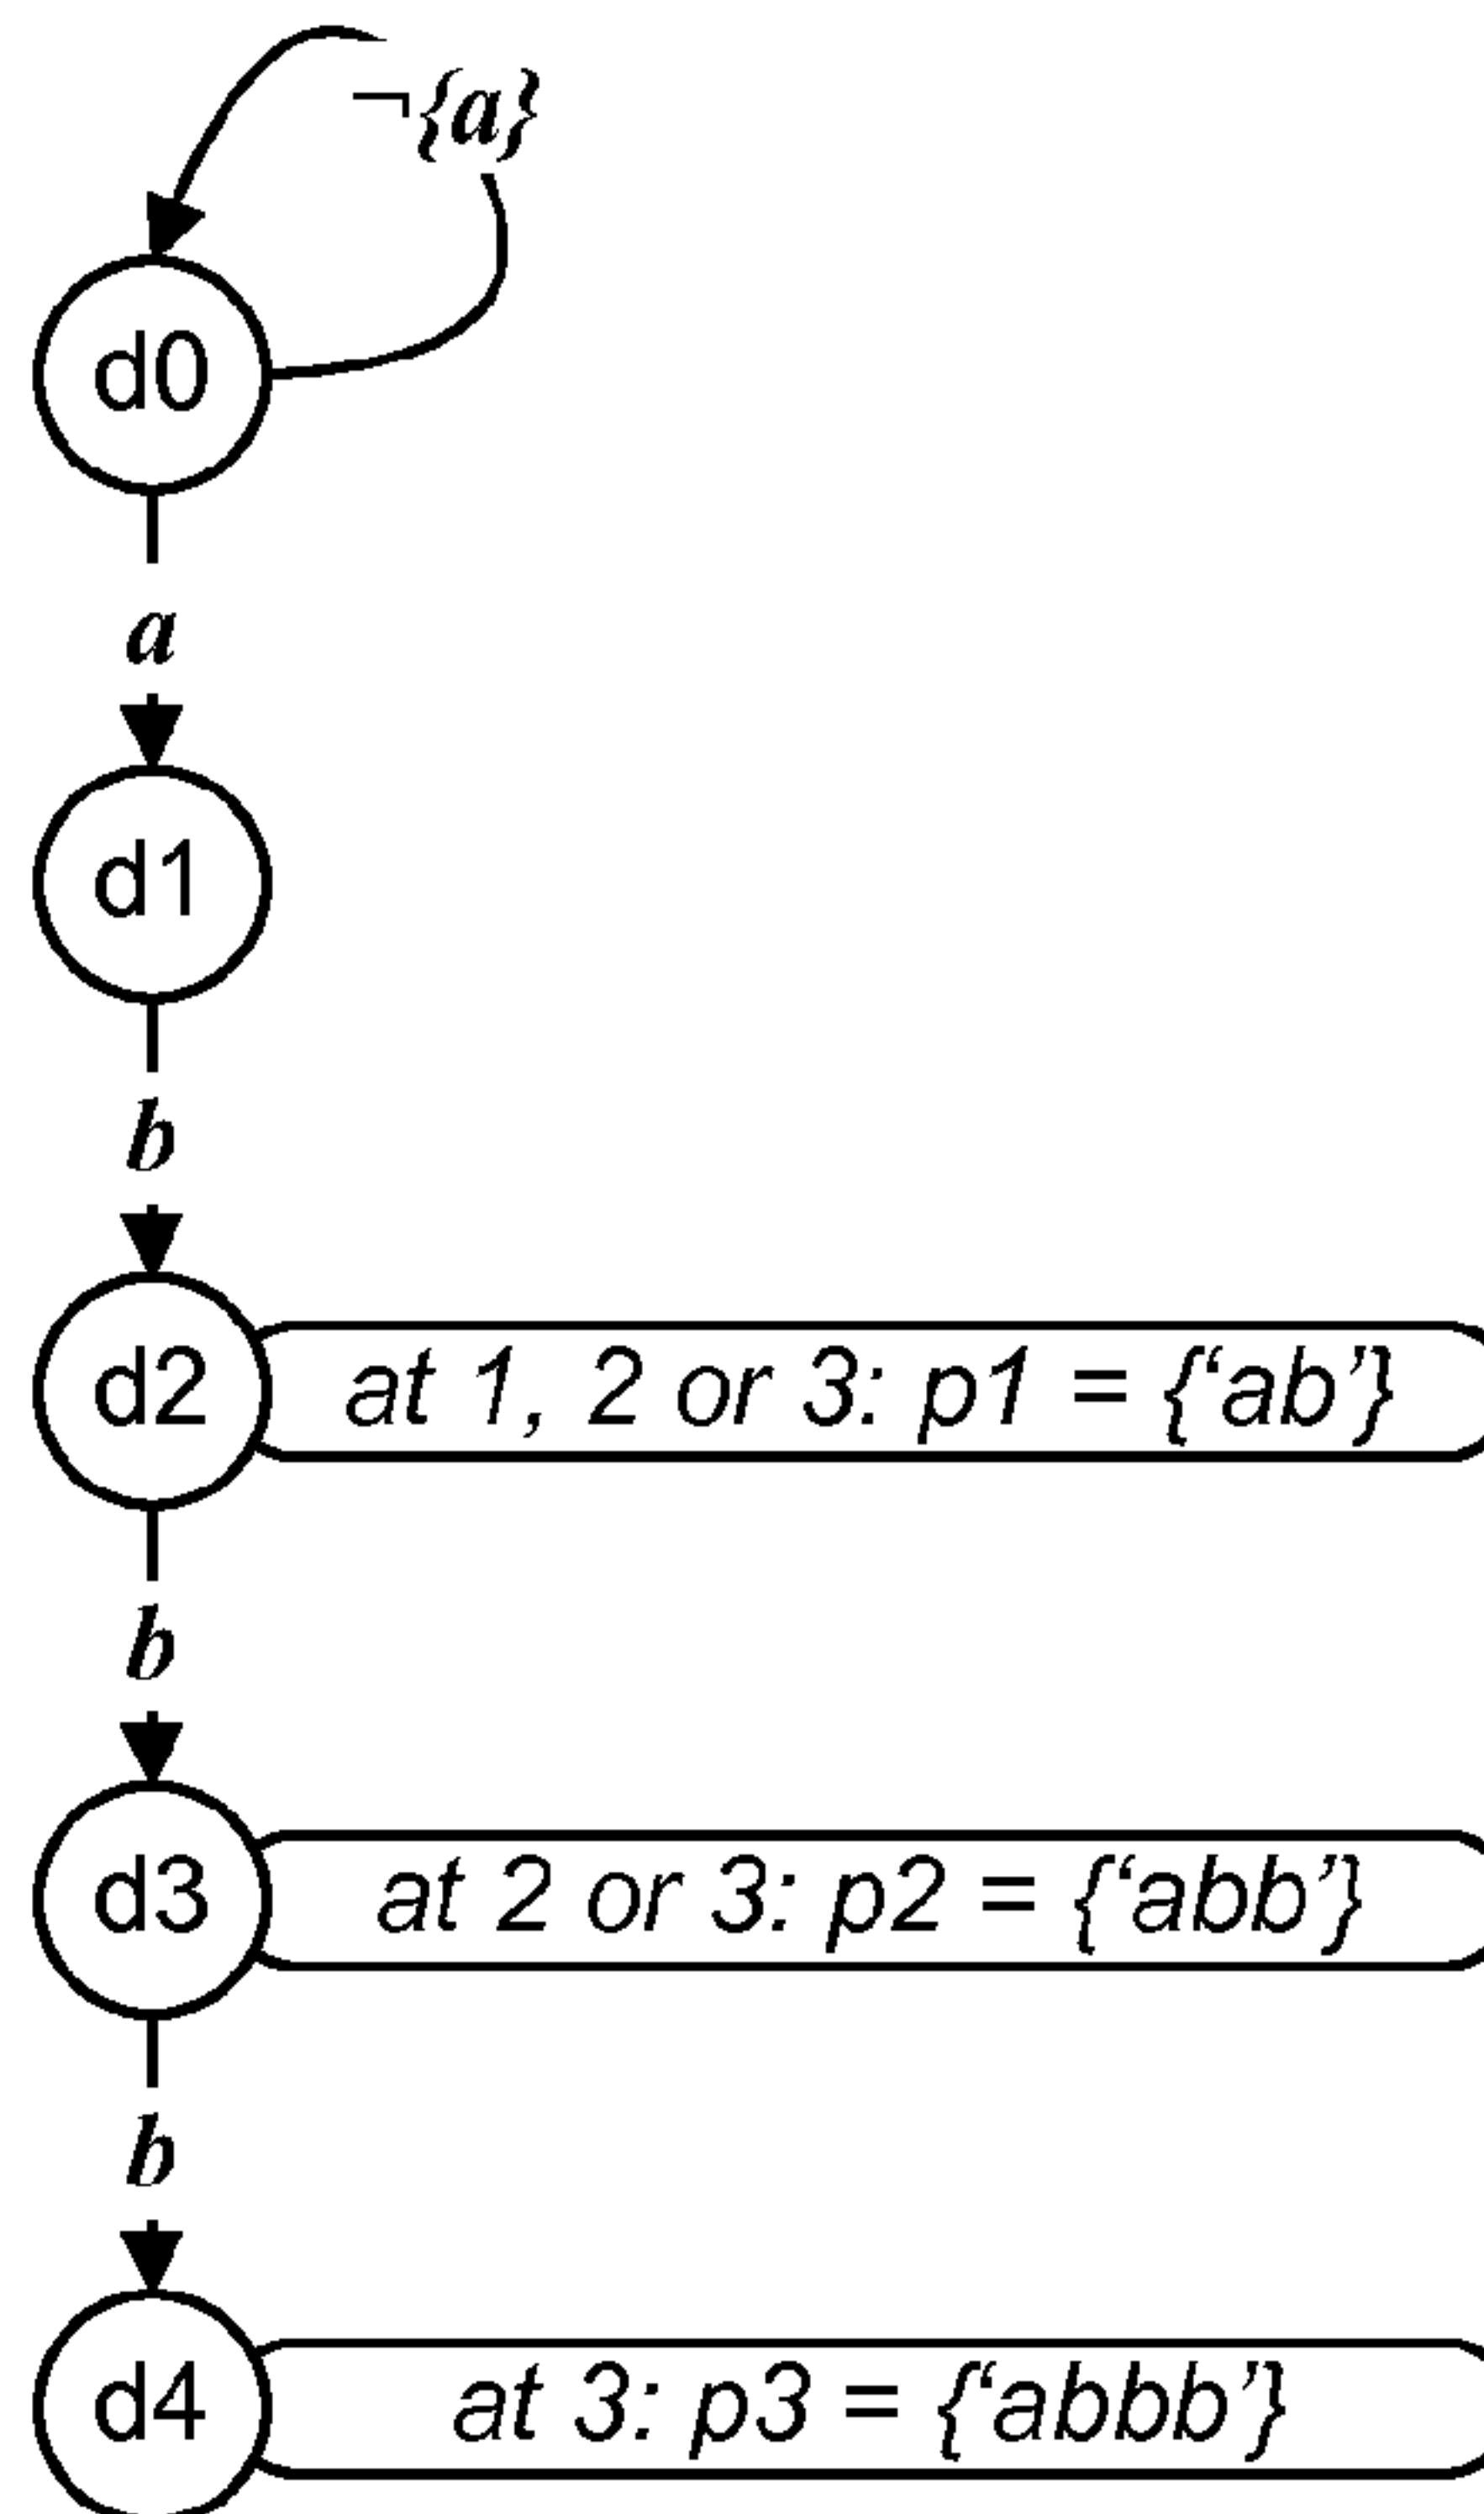 ¬{a}
d0
a
d1
b
d2 at 1, 2 or 3: p1 = {‘ab’}
b
d3 at 2 or 3: p2 = {‘abb’}
b
d4 at 3: p3 = {‘abbb’}